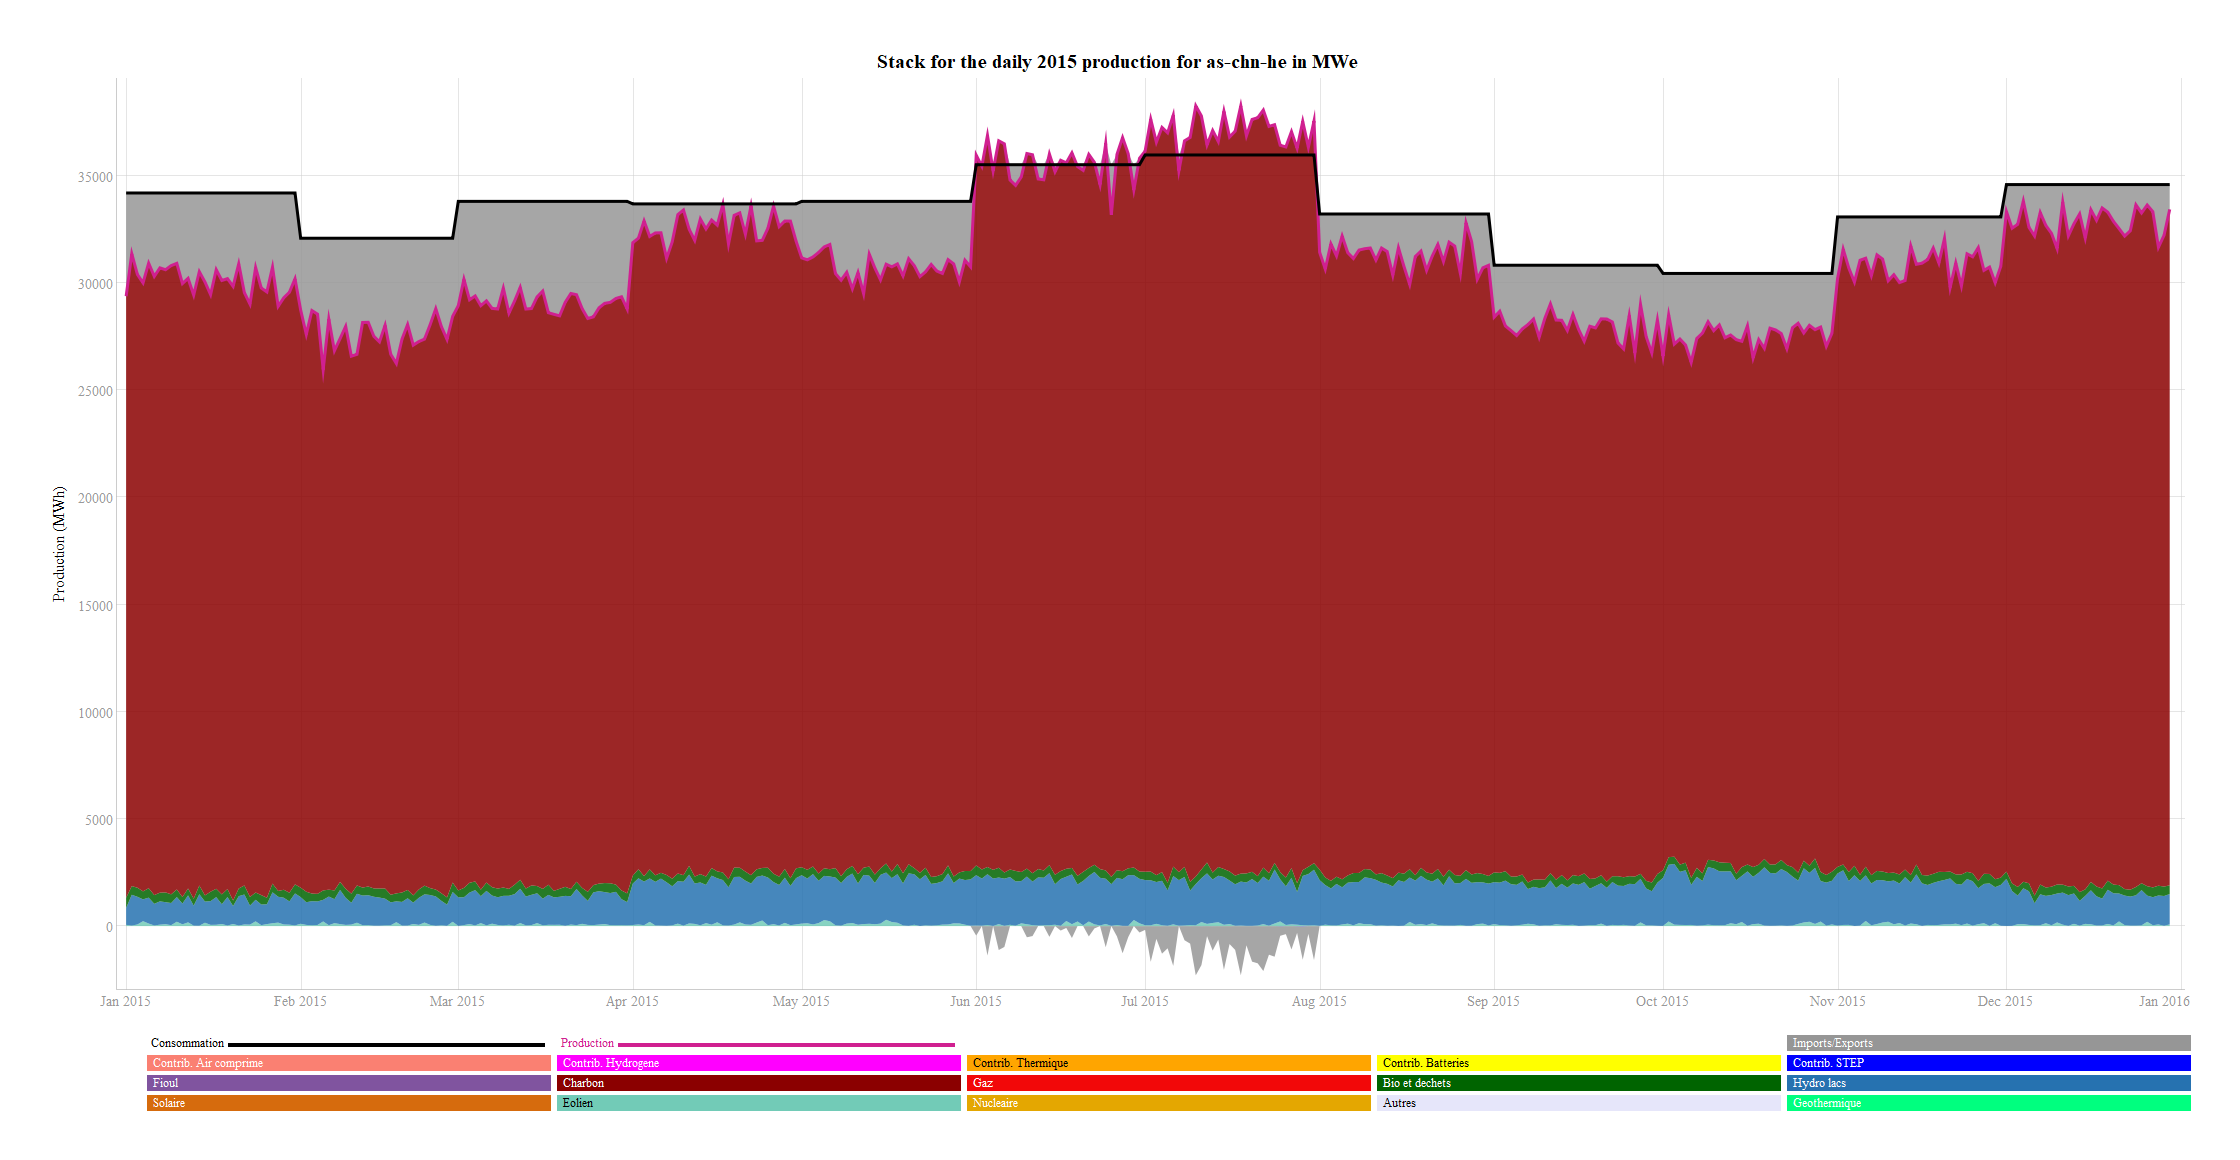 Stack for the daily 2015 production for as-chn-he in MWe
Production (MWh)
35000
30000
25000
20000
15000
10000
5000
0
Jan 2015 Feb 2015 Mar 2015 Apr 2015 May 2015 Jun 2015 Jul 2015 Aug 2015 Sep 2015 Oct 2015 Nov 2015 Dec 2015 Jan 2016
Consommation Production Imports/Exports
Contrib. Air comprime Contrib. Hydrogene Contrib. Thermique Contrib. Batteries Contrib. STEP
Fioul Charbon Gaz Bio et dechets Hydro lacs
Solaire Eolien Nucleaire Autres Geothermique